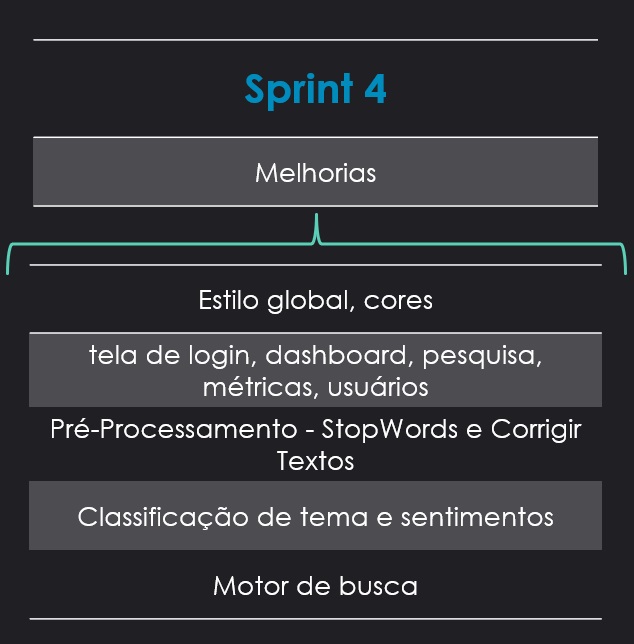 Sprint 4
Melhorias
Estilo global, cores
tela de login, dashboard, pesquisa,
métricas, usuários
Pré-Processamento - StopWords e Corrigir
Textos
Classificação de tema e sentimentos
Motor de busca